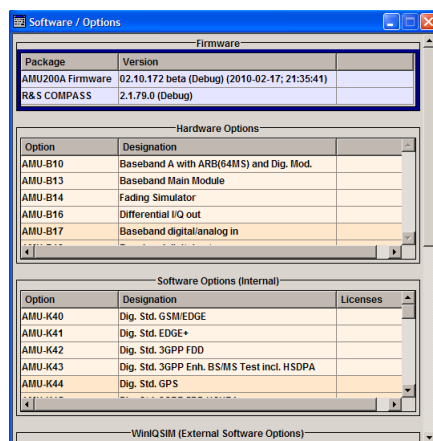 Software / Options
Firmware
Package Version
AMU200A Firmware 02.10.172 beta (Debug) (2010-02-17; 21:35:41)
R&S COMPASS 2.1.79.0 (Debug)
Hardware Options
Option Designation
AMU-B10 Baseband A with ARB(64MS) and Dig. Mod.
AMU-B13 Baseband Main Module
AMU-B14 Fading Simulator
AMU-B16 Differential I/Q out
AMU-B17 Baseband digital/analog in
Software Options (Internal)
Option Designation Licenses
AMU-K40 Dig. Std. GSM/EDGE
AMU-K41 Dig. Std. EDGE+
AMU-K42 Dig. Std. 3GPP FDD
AMU-K43 Dig. Std. 3GPP Enh. BS/MS Test incl. HSDPA
AMU-K44 Dig. Std. GPS
WinIQSIM (External Software Options)